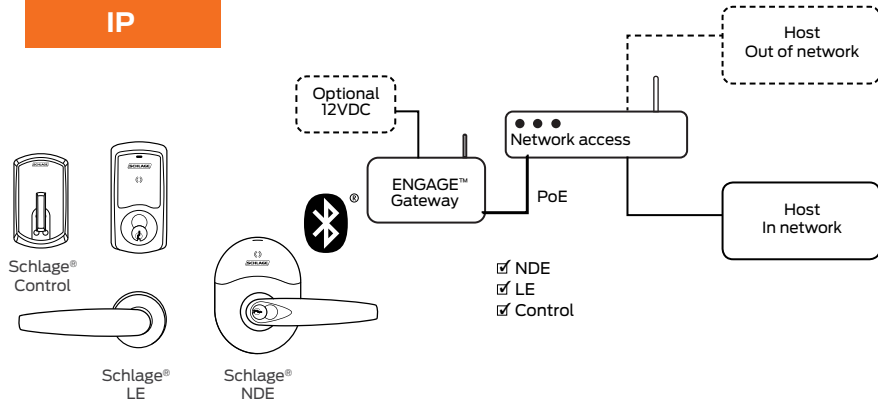 IP
Host
Out of network
Optional
12VDC
Network access
ENGAGE™
Gateway
PoE
Host
In network
SCHLAGE
SCHLAGE
SCHLAGE
®
Schlage®
Control
☑ NDE
☑ LE
☑ Control
Schlage®
LE
Schlage®
NDE